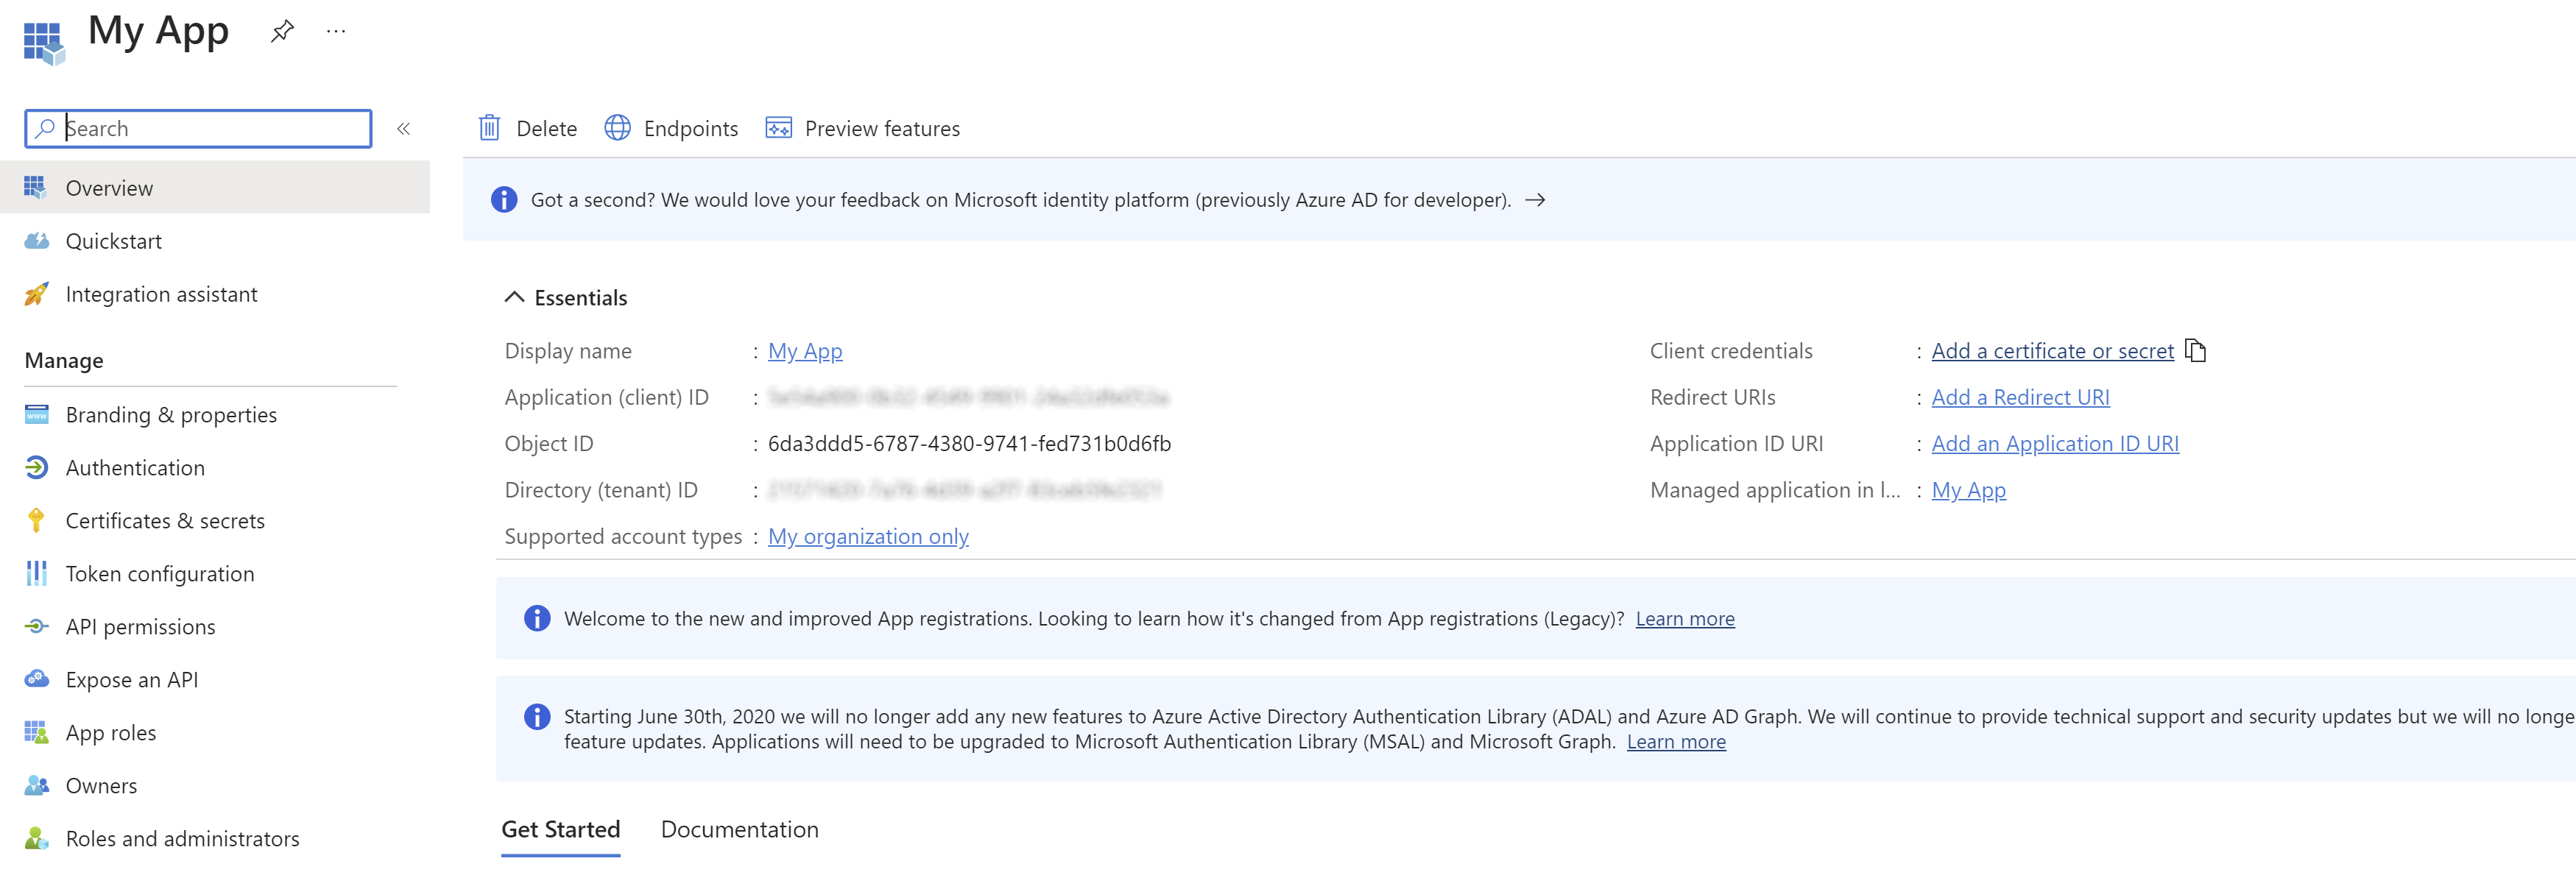 My App
Search
Overview
Quickstart
Integration assistant
Manage
Branding & properties
Authentication
Certificates & secrets
Token configuration
API permissions
Expose an API
App roles
Owners
Roles and administrators
Delete Endpoints Preview features
Got a second? We would love your feedback on Microsoft identity platform (previously Azure AD for developer).
Essentials
Display name : My App
Application (client) ID :
Object ID : 6da3ddd5-6787-4380-9741-fed731b0d6fb
Directory (tenant) ID :
Supported account types : My organization only
Client credentials : Add a certificate or secret
Redirect URIs : Add a Redirect URI
Application ID URI : Add an Application ID URI
Managed application in l... : My App
Welcome to the new and improved App registrations. Looking to learn how it's changed from App registrations (Legacy)? Learn more
Starting June 30th, 2020 we will no longer add any new features to Azure Active Directory Authentication Library (ADAL) and Azure AD Graph. We will continue to provide technical support and security updates but we will no longe
feature updates. Applications will need to be upgraded to Microsoft Authentication Library (MSAL) and Microsoft Graph. Learn more
Get Started Documentation